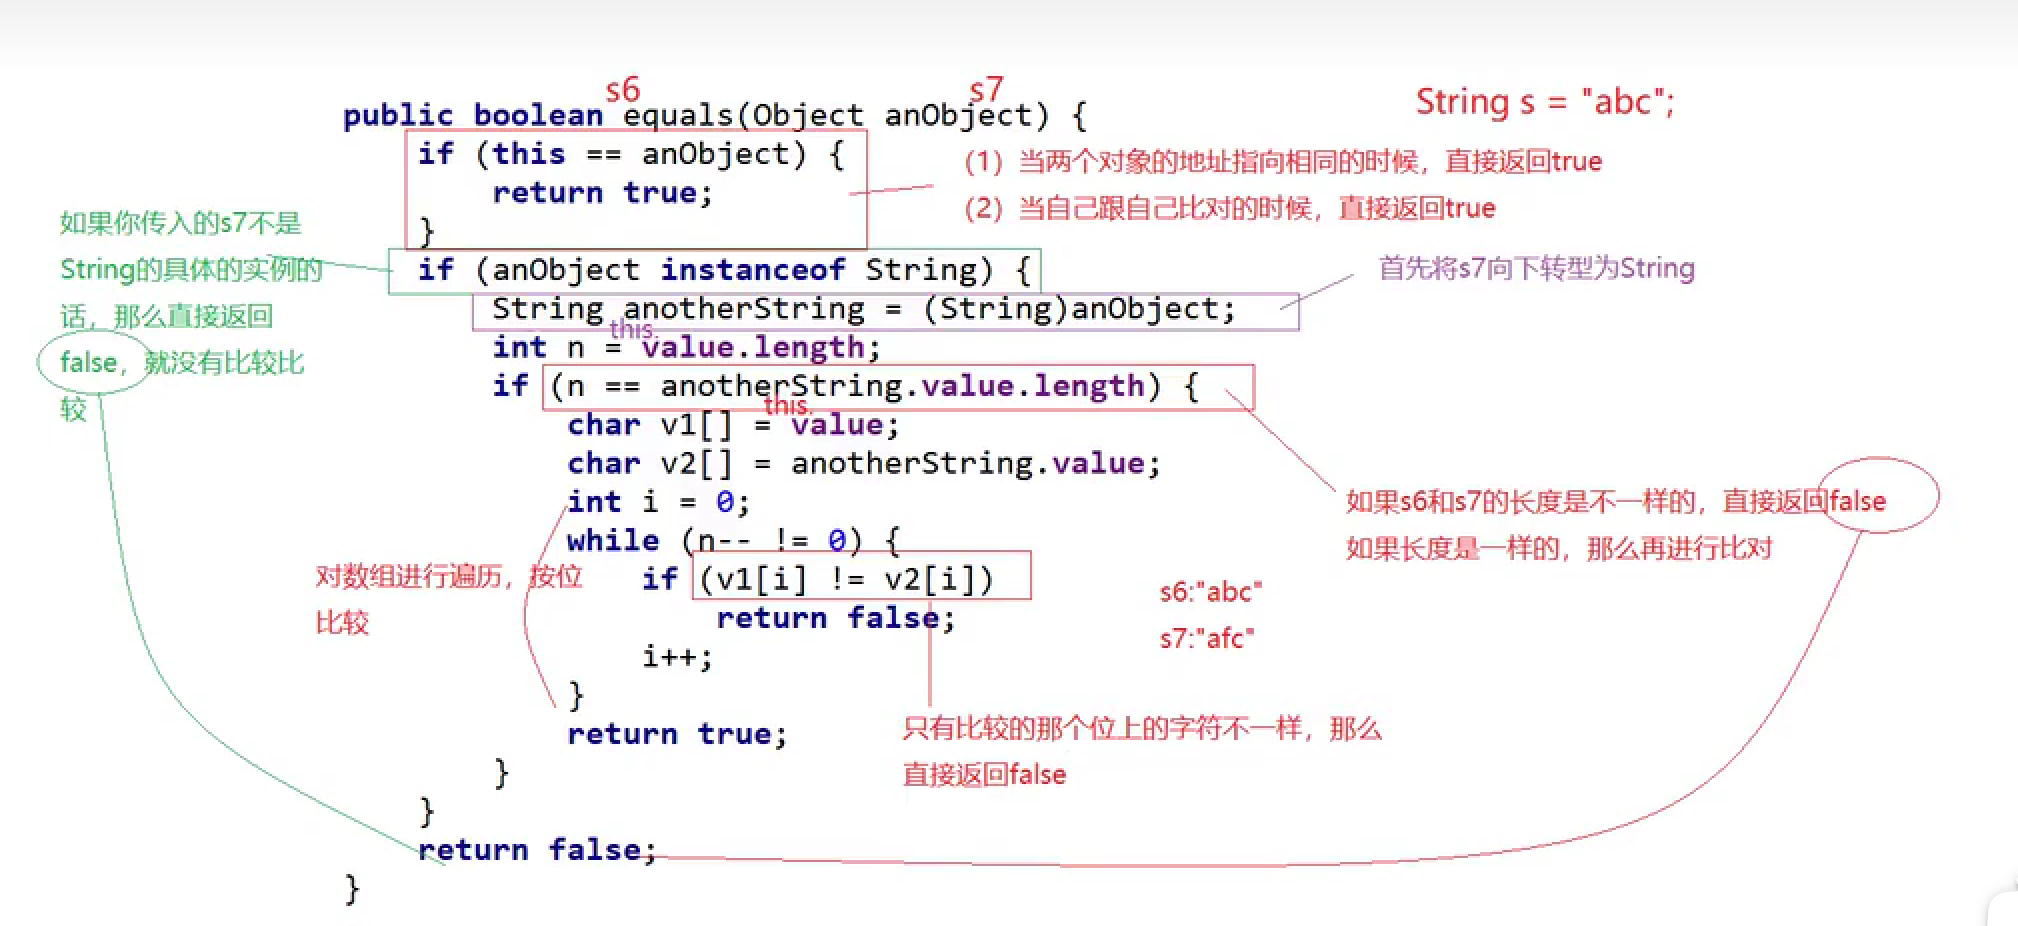 s6
s7
String s = "abc";
public boolean equals(Object anObject) {
if (this == anObject) {
(1) 当两个对象的地址指向相同的时候，直接返回true
return true;
(2) 当自己跟自己比对的时候，直接返回true
}
如果你传入的s7不是
String的具体的实例的
话，那么直接返回
false，就没有比较比
较
if (anObject instanceof String) {
首先将s7向下转型为String
String anotherString = (String)anObject;
this.
int n = value.length;
if (n == anotherString.value.length) {
this.
char v1[] = value;
char v2[] = anotherString.value;
如果s6和s7的长度是不一样的，直接返回false
如果长度是一样的，那么再进行比对
int i = 0;
while (n-- != 0) {
对数组进行遍历，按位
比较
if (v1[i] != v2[i])
s6:"abc"
return false;
s7:"afc"
i++;
}
只有比较的那个位上的字符不一样，那么
直接返回false
return true;
}
}
return false;
}